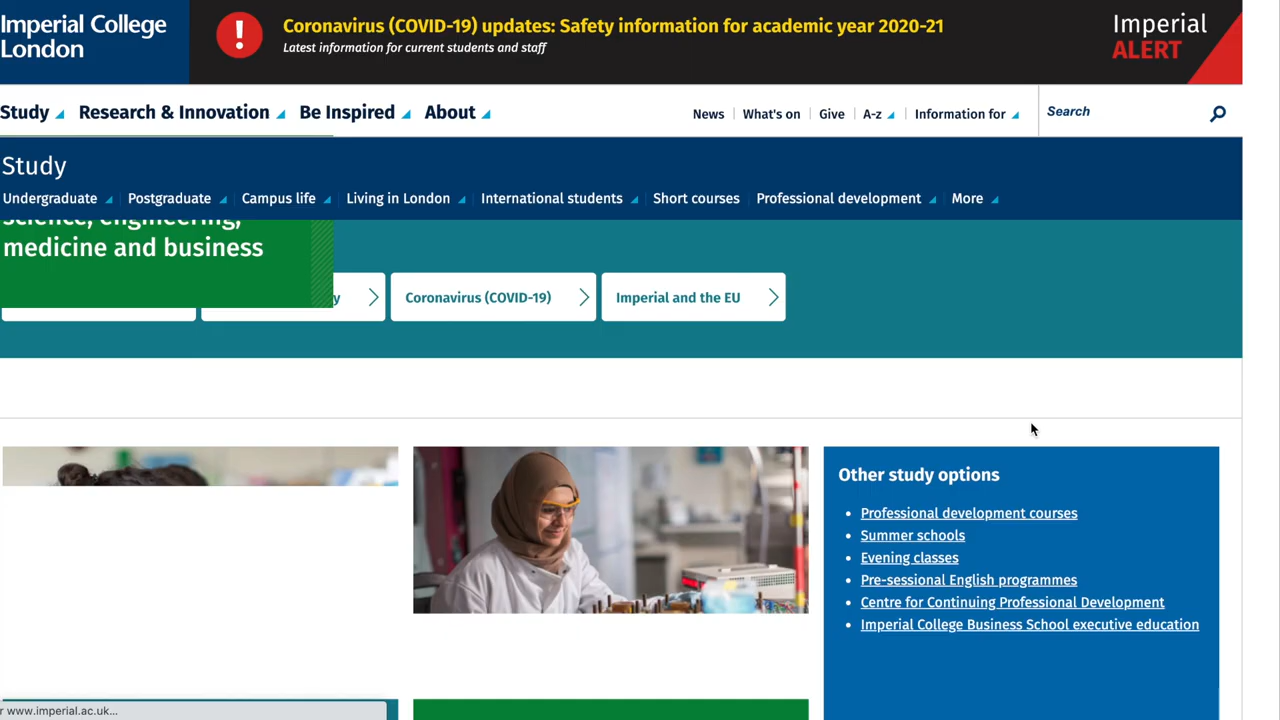 Imperial College
London
Coronavirus (COVID-19) updates: Safety information for academic year 2020-21
Latest information for current students and staff
Imperial
ALERT
Study
Research & Innovation
Be Inspired
About
News
What's on
Give
A-z
Information for
Search
Study
Undergraduate
Postgraduate
Campus life
Living in London
International students
Short courses
Professional development
More
science, engineering,
medicine and business
y
Coronavirus (COVID-19)
Imperial and the EU
Other study options
Professional development courses
Summer schools
Evening classes
Pre-sessional English programmes
Centre for Continuing Professional Development
Imperial College Business School executive education
r www.imperial.ac.uk...